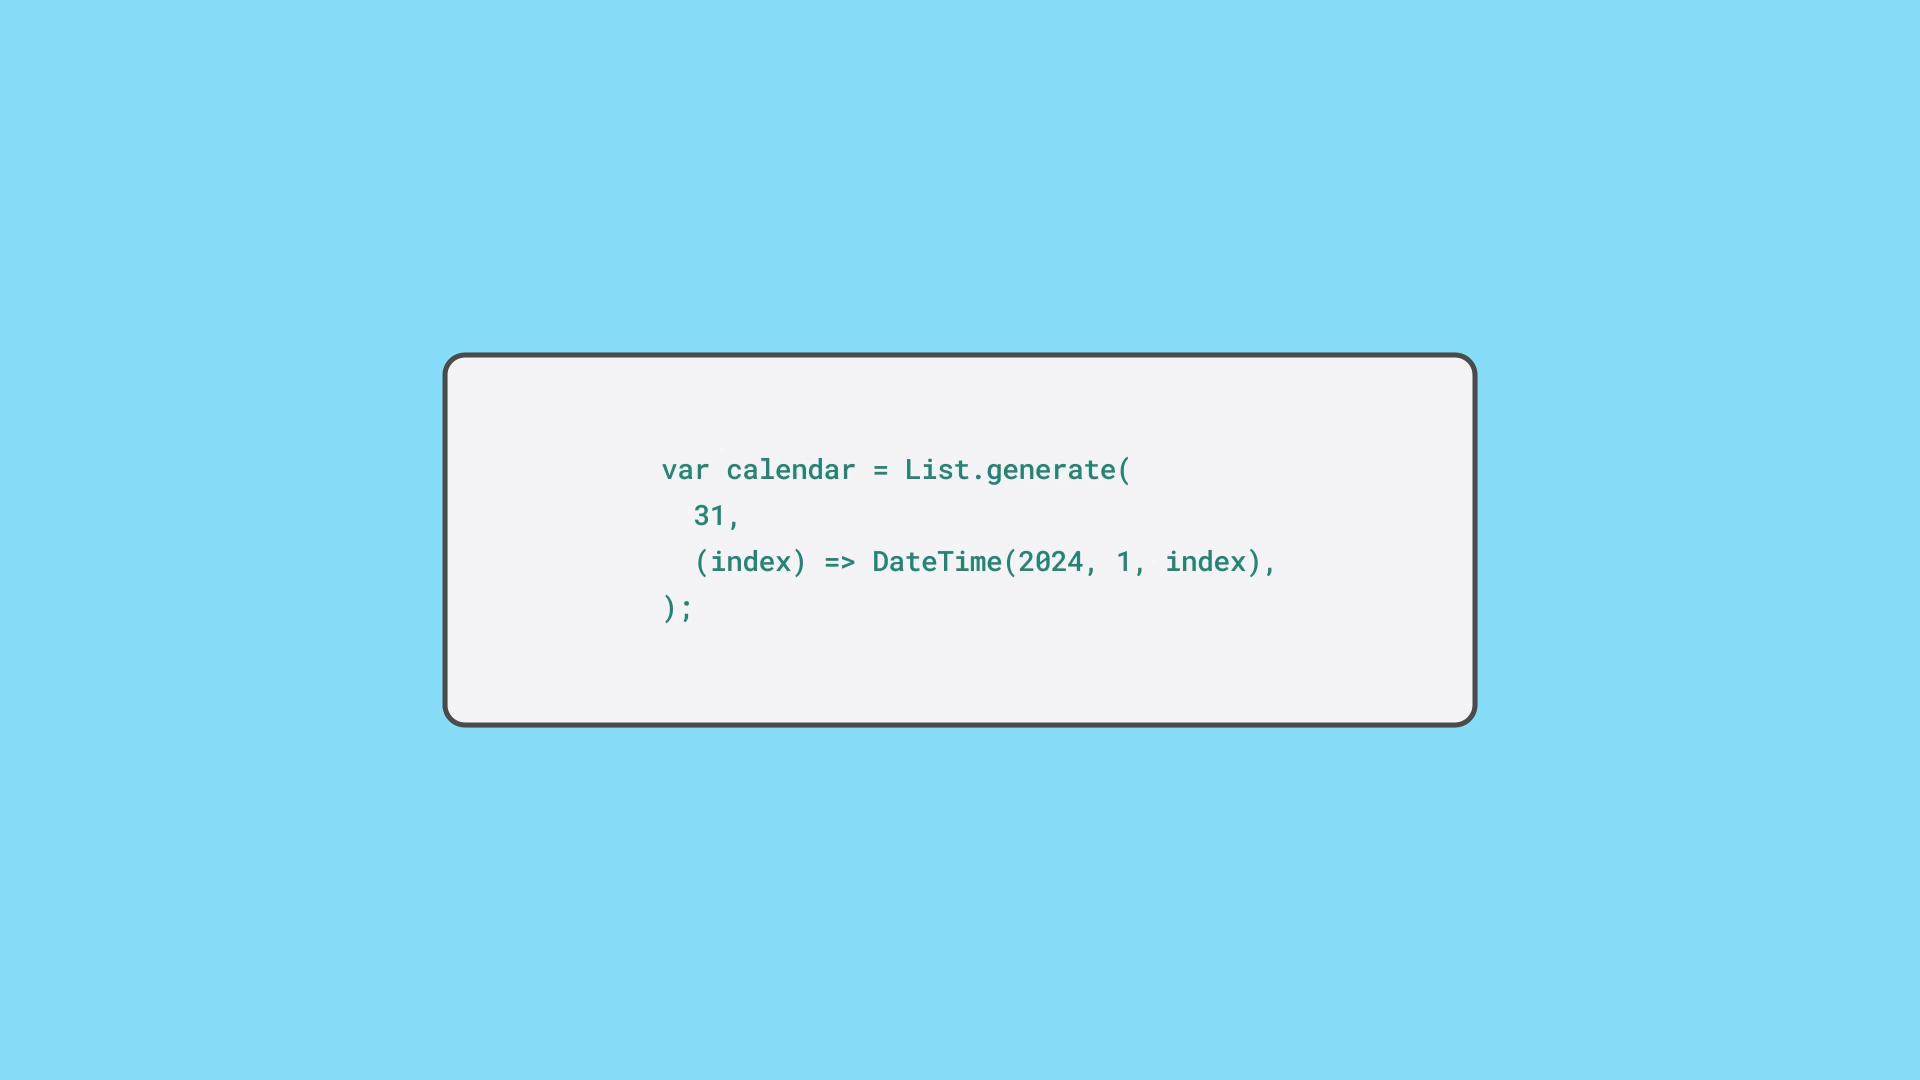 var calendar = List.generate(
  31,
  (index) => DateTime(2024, 1, index),
);